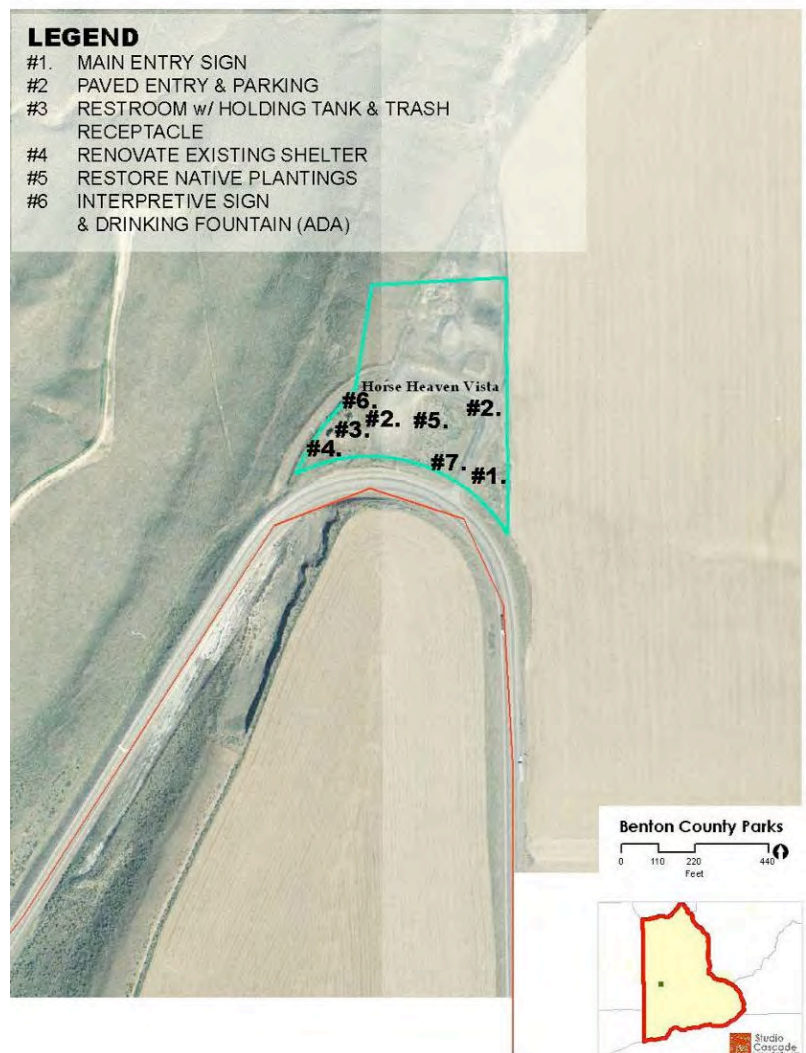 LEGEND
#1. MAIN ENTRY SIGN
#2 PAVED ENTRY & PARKING
#3 RESTROOM w/ HOLDING TANK & TRASH
RECEPTACLE
#4 RENOVATE EXISTING SHELTER
#5 RESTORE NATIVE PLANTINGS
#6 INTERPRETIVE SIGN
& DRINKING FOUNTAIN (ADA)
Horse Heaven Vista
#6.
#2.
#5.
#2.
#3.
#4.
#7.
#1.
Benton County Parks
0 110 220 440
Feet
Studio
Cascade